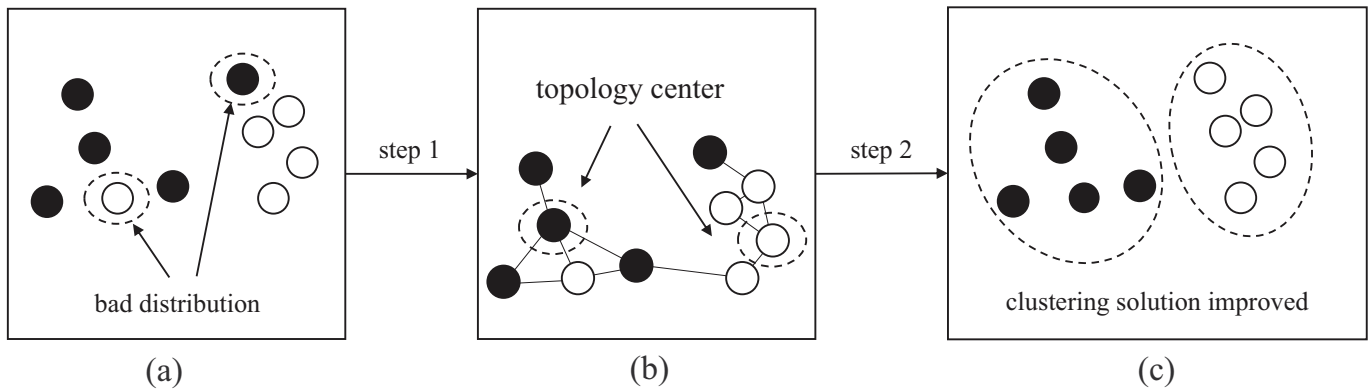 bad distribution
(a)
step 1
topology center
(b)
step 2
clustering solution improved
(c)